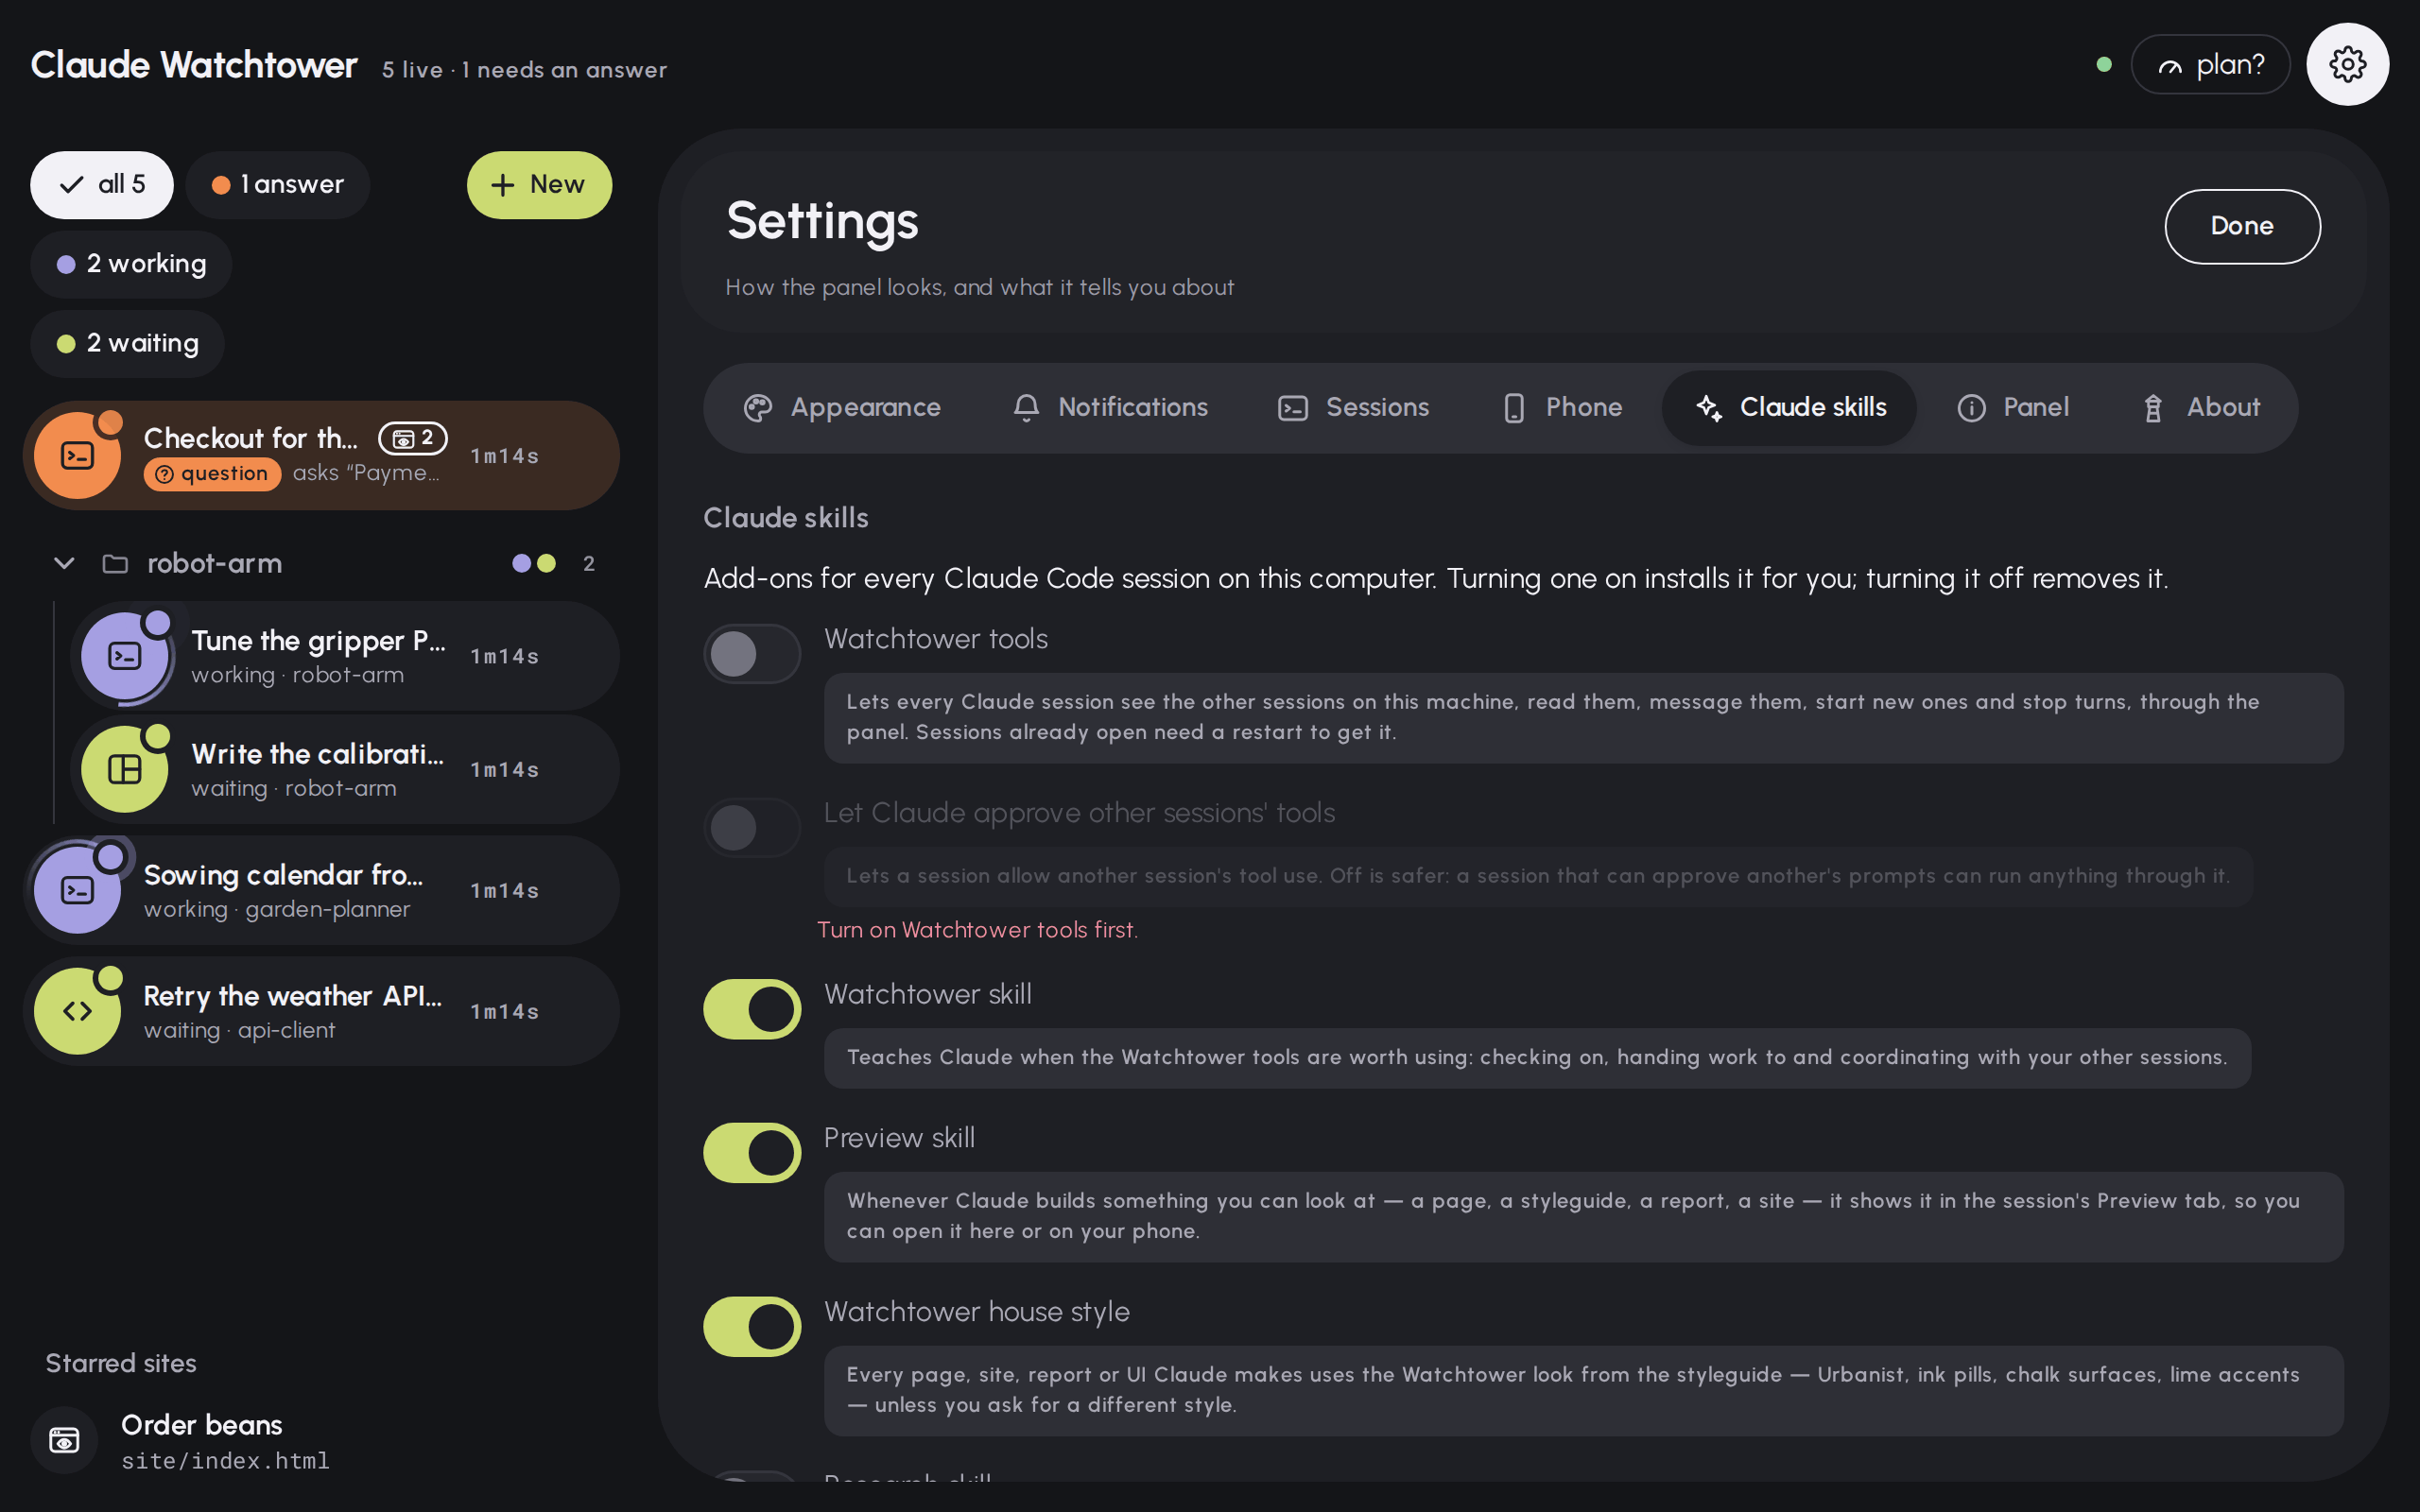 Claude Watchtower
5 live · 1 needs an answer
plan?
all 5
1 answer
New
2 working
2 waiting
Checkout for th...
2
question
asks “Payme...
1m14s
robot-arm
2
Tune the gripper P...
working · robot-arm
1m14s
Write the calibrati...
waiting · robot-arm
1m14s
Sowing calendar fro...
working · garden-planner
1m14s
Retry the weather API...
waiting · api-client
1m14s
Starred sites
Order beans
site/index.html
Settings
How the panel looks, and what it tells you about
Done
Appearance
Notifications
Sessions
Phone
Claude skills
Panel
About
Claude skills
Add-ons for every Claude Code session on this computer. Turning one on installs it for you; turning it off removes it.
Watchtower tools
Lets every Claude session see the other sessions on this machine, read them, message them, start new ones and stop turns, through the
panel. Sessions already open need a restart to get it.
Let Claude approve other sessions' tools
Lets a session allow another session's tool use. Off is safer: a session that can approve another's prompts can run anything through it.
Turn on Watchtower tools first.
Watchtower skill
Teaches Claude when the Watchtower tools are worth using: checking on, handing work to and coordinating with your other sessions.
Preview skill
Whenever Claude builds something you can look at — a page, a styleguide, a report, a site — it shows it in the session's Preview tab, so you
can open it here or on your phone.
Watchtower house style
Every page, site, report or UI Claude makes uses the Watchtower look from the styleguide — Urbanist, ink pills, chalk surfaces, lime accents
— unless you ask for a different style.
Research skill